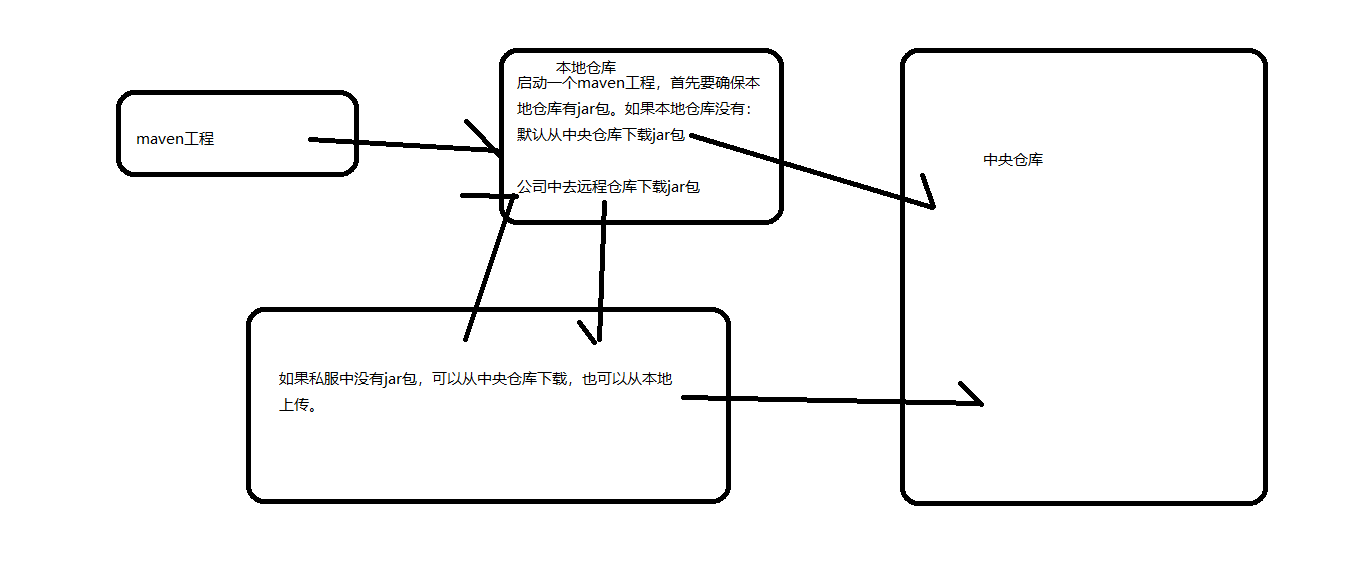 maven工程
本地仓库
启动一个maven工程，首先要确保本
地仓库有jar包。如果本地仓库没有：
默认从中央仓库下载jar包
公司中去远程仓库下载jar包
中央仓库
如果私服中没有jar包，可以从中央仓库下载，也可以从本地
上传。